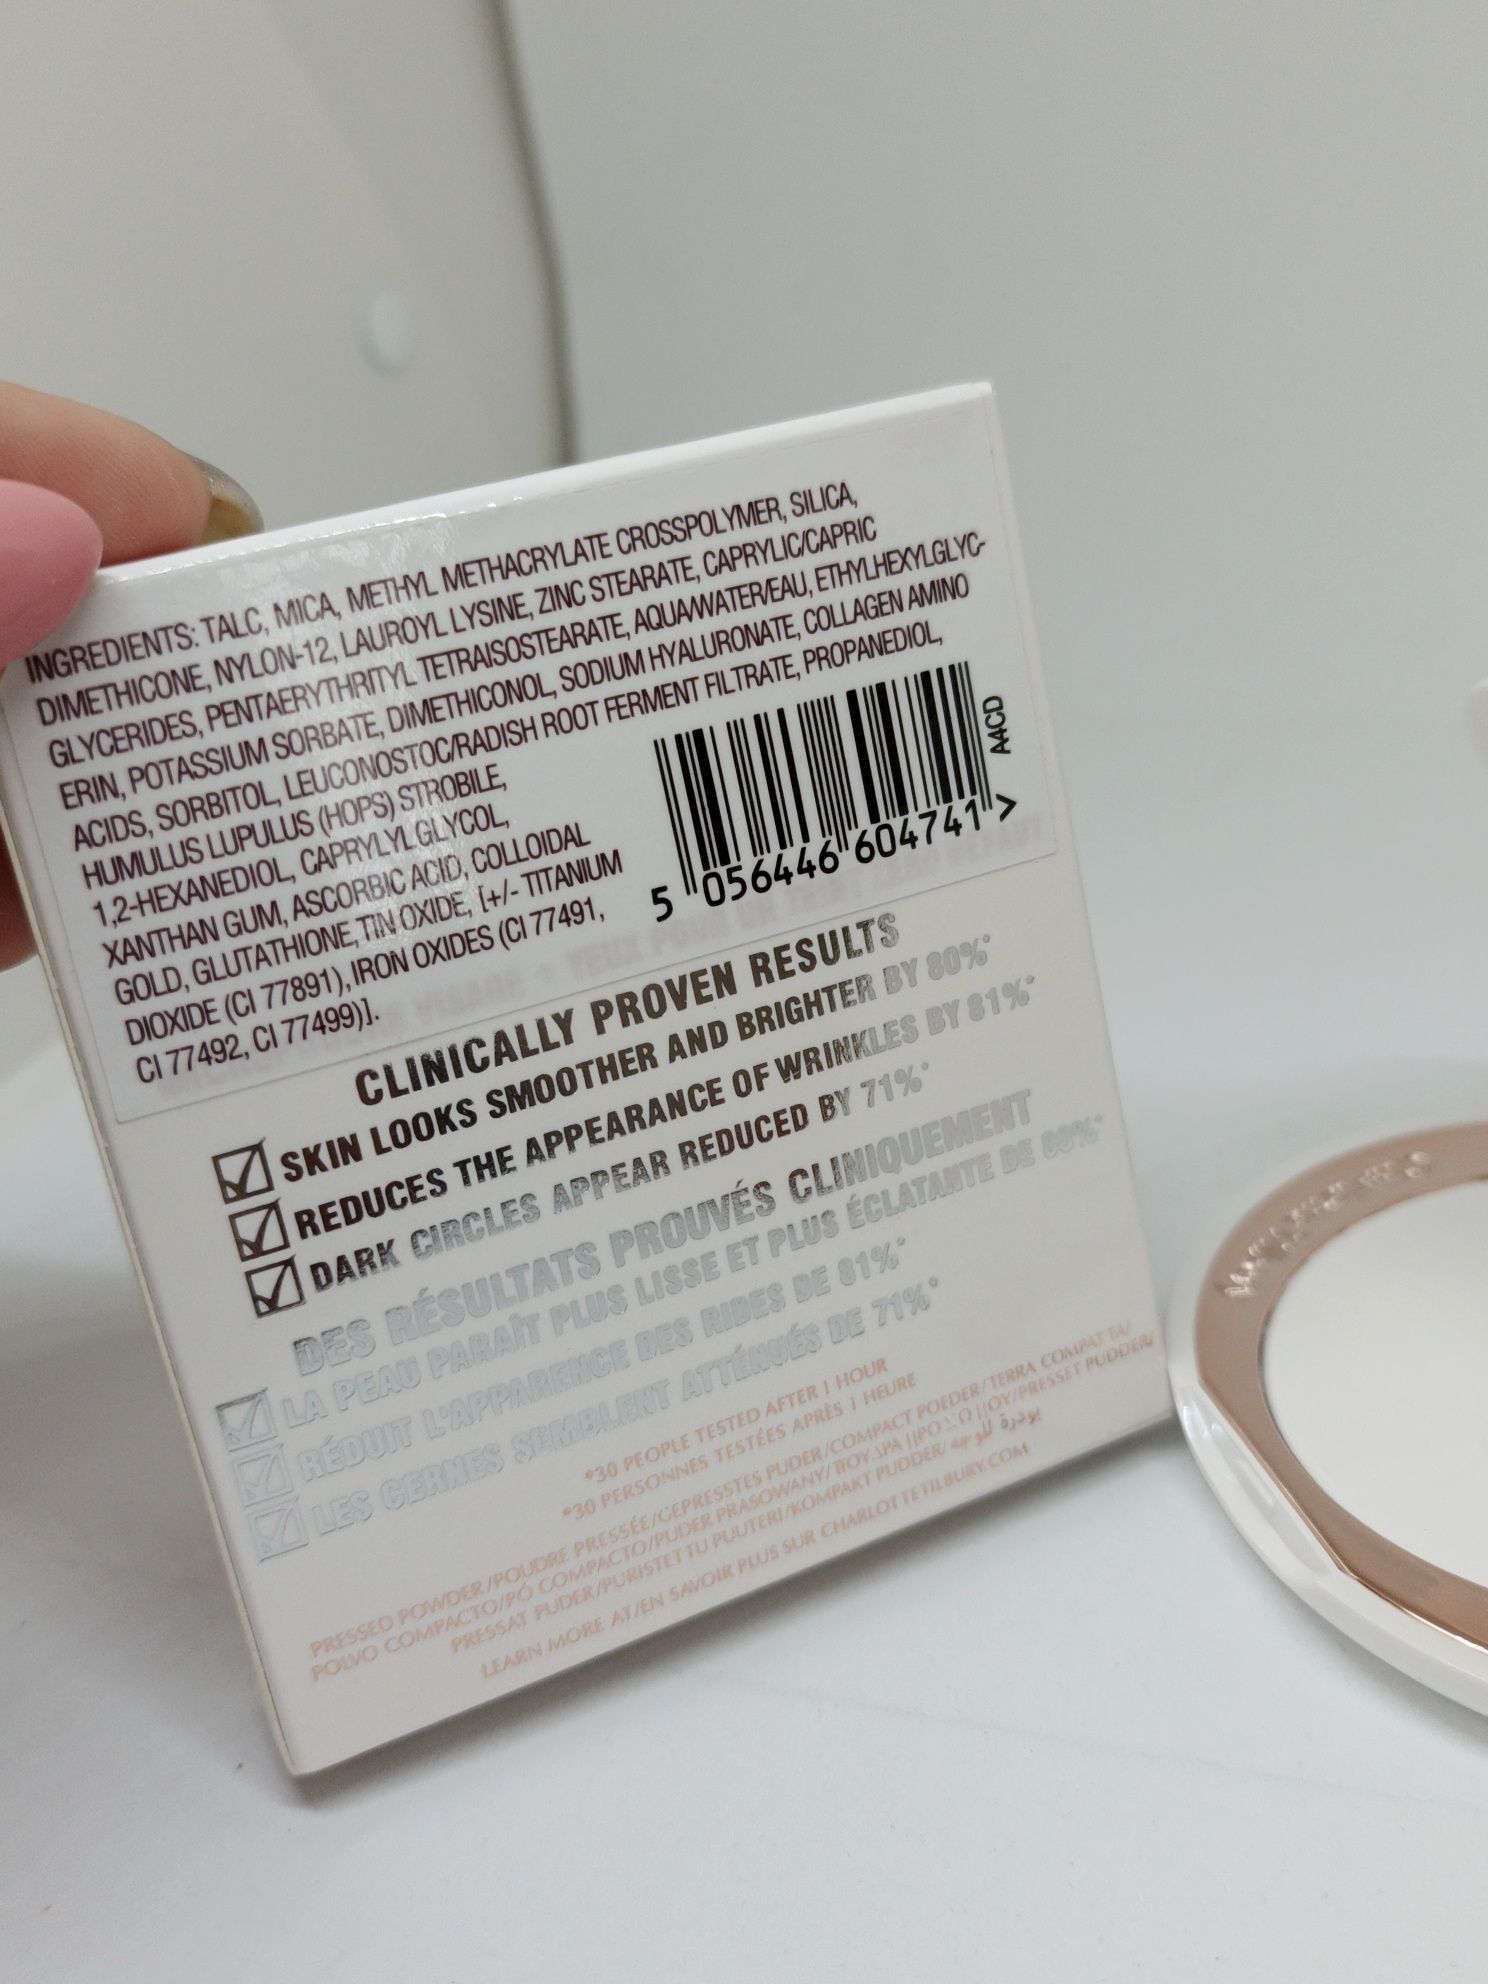 INGREDIENTS: TALC, MICA, METHYL METHACRYLATE CROSSPOLYMER, SILICA,
DIMETHICONE, NYLON-12, LAUROYL LYSINE, ZINC STEARATE, CAPRYLIC/CAPRIC
GLYCERIDES, PENTAERYTHRITYL TETRAISOSTEARATE, AQUA/WATER/EAU, ETHYLHEXYLGLYC-
ERIN, POTASSIUM SORBATE, DIMETHICONOL, SODIUM HYALURONATE, COLLAGEN AMINO
ACIDS, SORBITOL, LEUCONOSTOC/RADISH ROOT FERMENT FILTRATE, PROPANEDIOL,
HUMULUS LUPULUS (HOPS) STROBILE,
1,2-HEXANEDIOL, CAPRYLYL GLYCOL,
XANTHAN GUM, ASCORBIC ACID, COLLOIDAL
GOLD, GLUTATHIONE, TIN OXIDE, [+/- TITANIUM
DIOXIDE (CI 77891), IRON OXIDES (CI 77491,
CI 77492, CI 77499)].
A4CD
5 056446 604741 >
CLINICALLY PROVEN RESULTS
SKIN LOOKS SMOOTHER AND BRIGHTER BY 80%*
REDUCES THE APPEARANCE OF WRINKLES BY 81%*
DARK CIRCLES APPEAR REDUCED BY 71%*
DES RÉSULTATS PROUVÉS CLINIQUEMENT
LA PEAU PARAÎT PLUS LISSE ET PLUS ÉCLATANTE DE 80%*
RÉDUIT L'APPARENCE DES RIDES DE 81%*
LES CERNES SEMBLENT ATTÉNUÉS DE 71%*
*30 PEOPLE TESTED AFTER 1 HOUR
*30 PERSONNES TESTÉES APRÈS 1 HEURE
PRESSED POWDER/POUDRE PRESSÉE/GEPRESSTES PUDER/COMPACT POEDER/TERRA COMPATTA/
POLVO COMPACTO/PÓ COMPACTO/PUDER PRASOWANY/ /PRESSET PUDDER/
PRESSAT PUDER/PURISTETTU PUUTERI/KOMPAKT PUDDER/ بودرة للوجه
LEARN MORE AT/EN SAVOIR PLUS SUR CHARLOTTETILBURY.COM